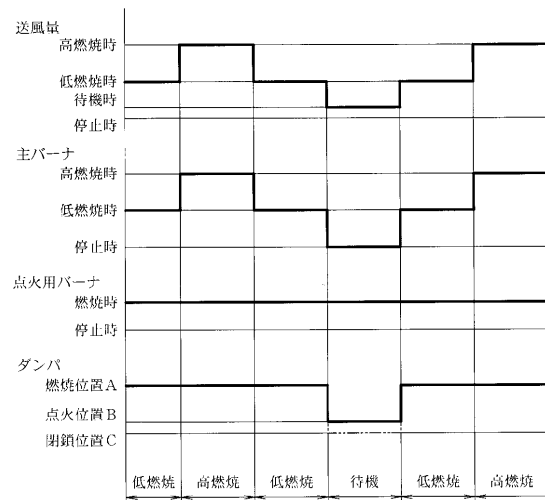 送風量
高燃焼時
低燃焼時
待機時
停止時
主バーナ
高燃焼時
低燃焼時
停止時
点火用バーナ
燃焼時
停止時
ダンパ
燃焼位置A
点火位置B
閉鎖位置C
低燃焼 高燃焼 低燃焼 待機 低燃焼 高燃焼